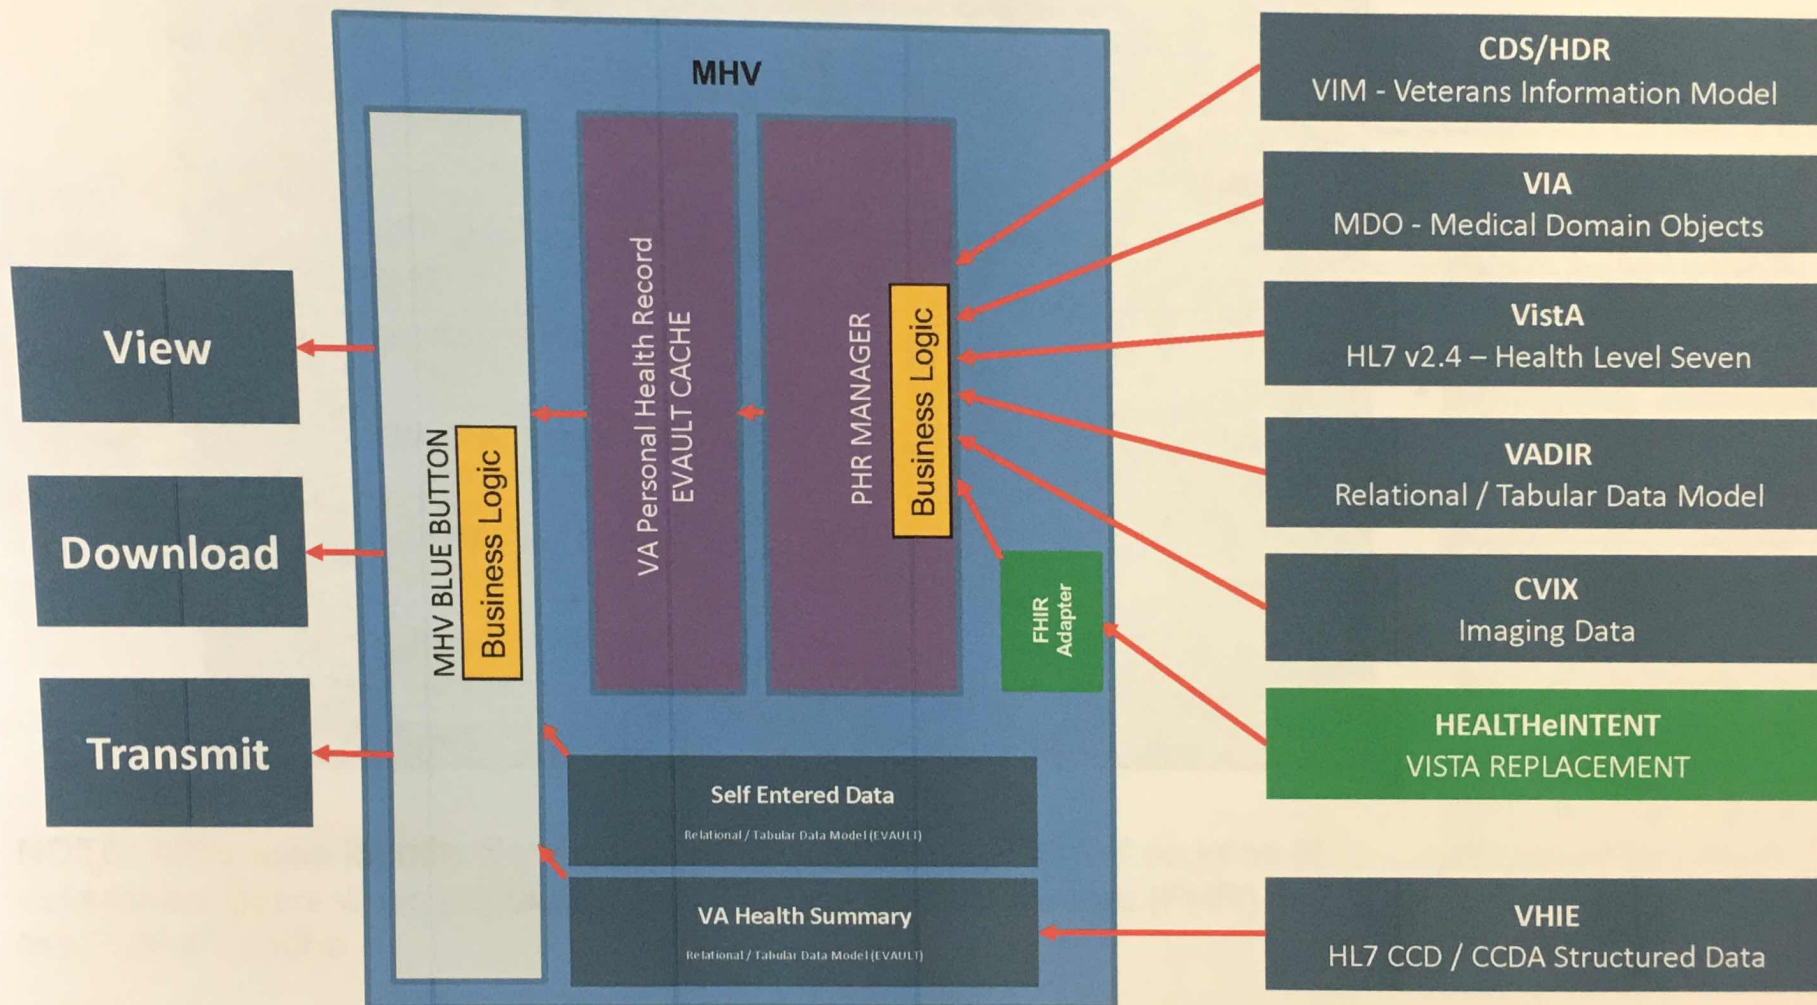 MHV
View
Download
Transmit
MHV BLUE BUTTON
Business Logic
VA Personal Health Record
EVAULT CACHE
PHR MANAGER
Business Logic
FHIR
Adapter
Self Entered Data
Relational / Tabular Data Model (EVAULT)
VA Health Summary
Relational / Tabular Data Model (EVAULT)
CDS/HDR
VIM - Veterans Information Model
VIA
MDO - Medical Domain Objects
VistA
HL7 v2.4 – Health Level Seven
VADIR
Relational / Tabular Data Model
CVIX
Imaging Data
HEALTHeINTENT
VISTA REPLACEMENT
VHIE
HL7 CCD / CCDA Structured Data